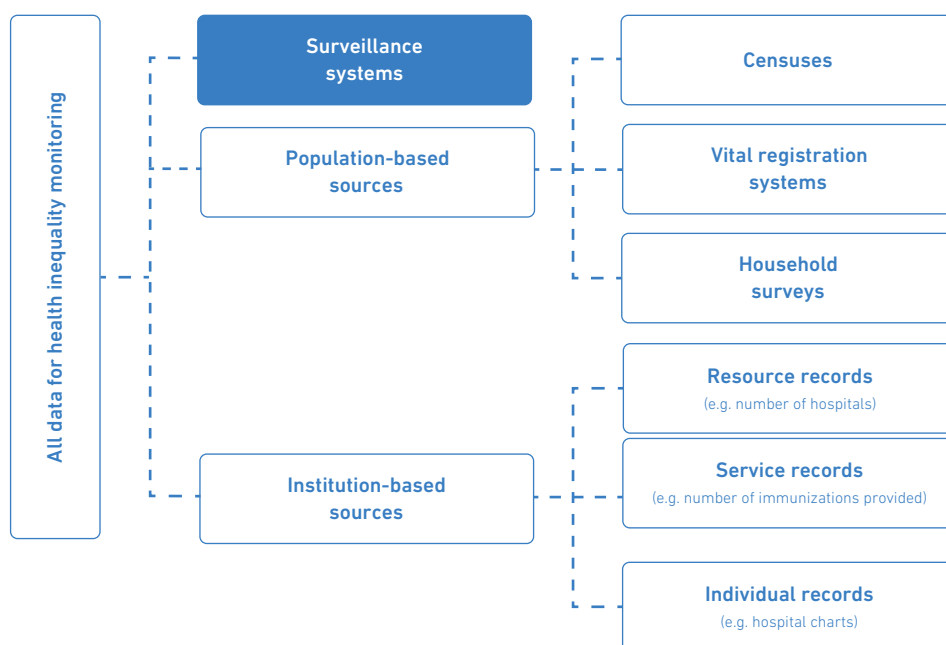 All data for health inequality monitoring
Surveillance
systems
Population-based
sources
Censuses
Vital registration
systems
Household
surveys
Institution-based
sources
Resource records
(e.g. number of hospitals)
Service records
(e.g. number of immunizations provided)
Individual records
(e.g. hospital charts)